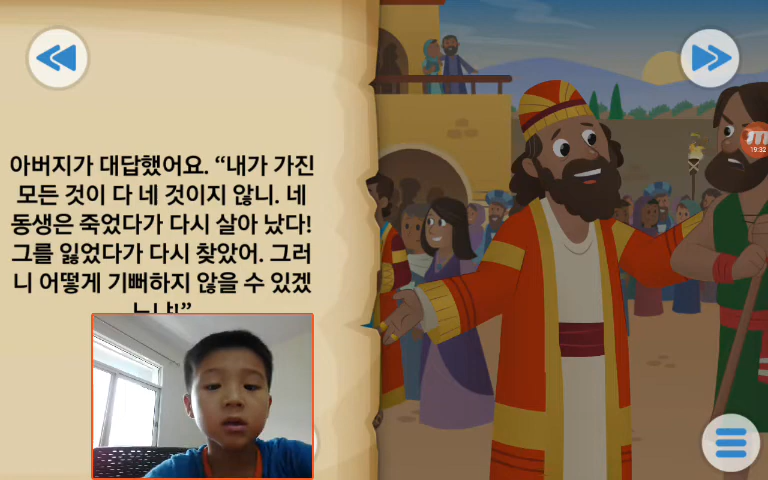 아버지가 대답했어요. “내가 가진
모든 것이 다 네 것이지 않니. 네
동생은 죽었다가 다시 살아 났다!
그를 잃었다가 다시 찾았어. 그러
니 어떻게 기뻐하지 않을 수 있겠
19:32